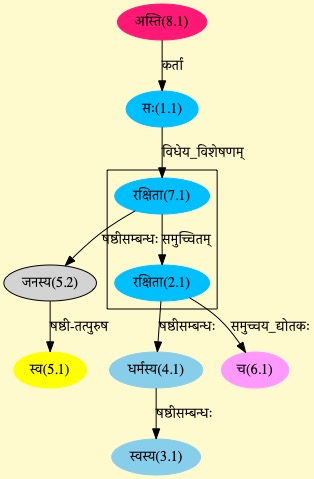 अस्ति(8.1)
कर्ता
सः(1.1)
विधेय_विशेषणम्
रक्षिता(7.1)
षष्ठीसम्बन्धः समुच्चितम्
जनस्य(5.2) रक्षिता(2.1)
षष्ठी-तत्पुरुष षष्ठीसम्बन्धः समुच्चय_द्योतकः
स्व(5.1) धर्मस्य(4.1) च(6.1)
षष्ठीसम्बन्धः
स्वस्य(3.1)